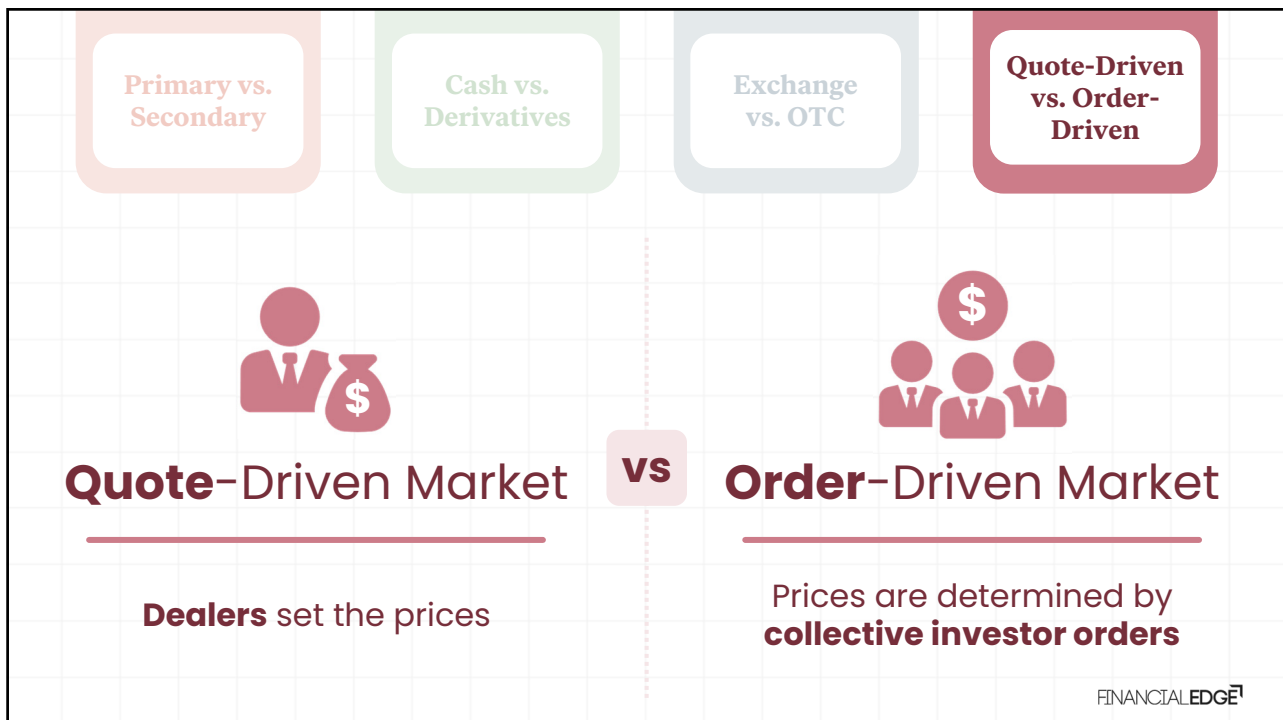 Primary vs.
Secondary
Cash vs.
Derivatives
Exchange
vs. OTC
Quote-Driven
vs. Order-
Driven
$
$
Quote-Driven Market
vs
Order-Driven Market
Dealers set the prices
Prices are determined by
collective investor orders
FINANCIALEDGE